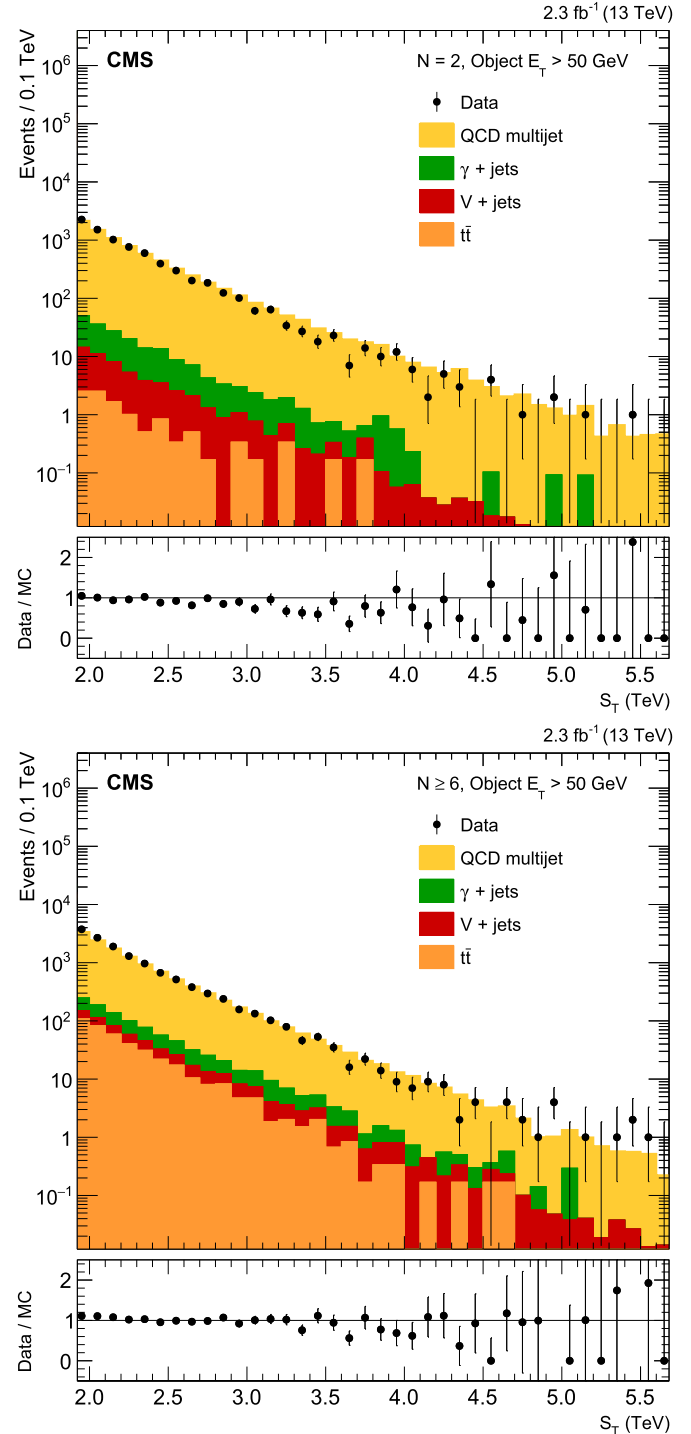 2.3 fb⁻¹ (13 TeV)
CMS
N = 2, Object E_T > 50 GeV
Events / 0.1 TeV
10⁶
10⁵
10⁴
10³
10²
10
1
10⁻¹
Data
QCD multijet
γ + jets
V + jets
tt̄
Data / MC
2
1
0
2.0 2.5 3.0 3.5 4.0 4.5 5.0 5.5
S_T (TeV)
2.3 fb⁻¹ (13 TeV)
CMS
N ≥ 6, Object E_T > 50 GeV
Events / 0.1 TeV
10⁶
10⁵
10⁴
10³
10²
10
1
10⁻¹
Data
QCD multijet
γ + jets
V + jets
tt̄
Data / MC
2
1
0
2.0 2.5 3.0 3.5 4.0 4.5 5.0 5.5
S_T (TeV)